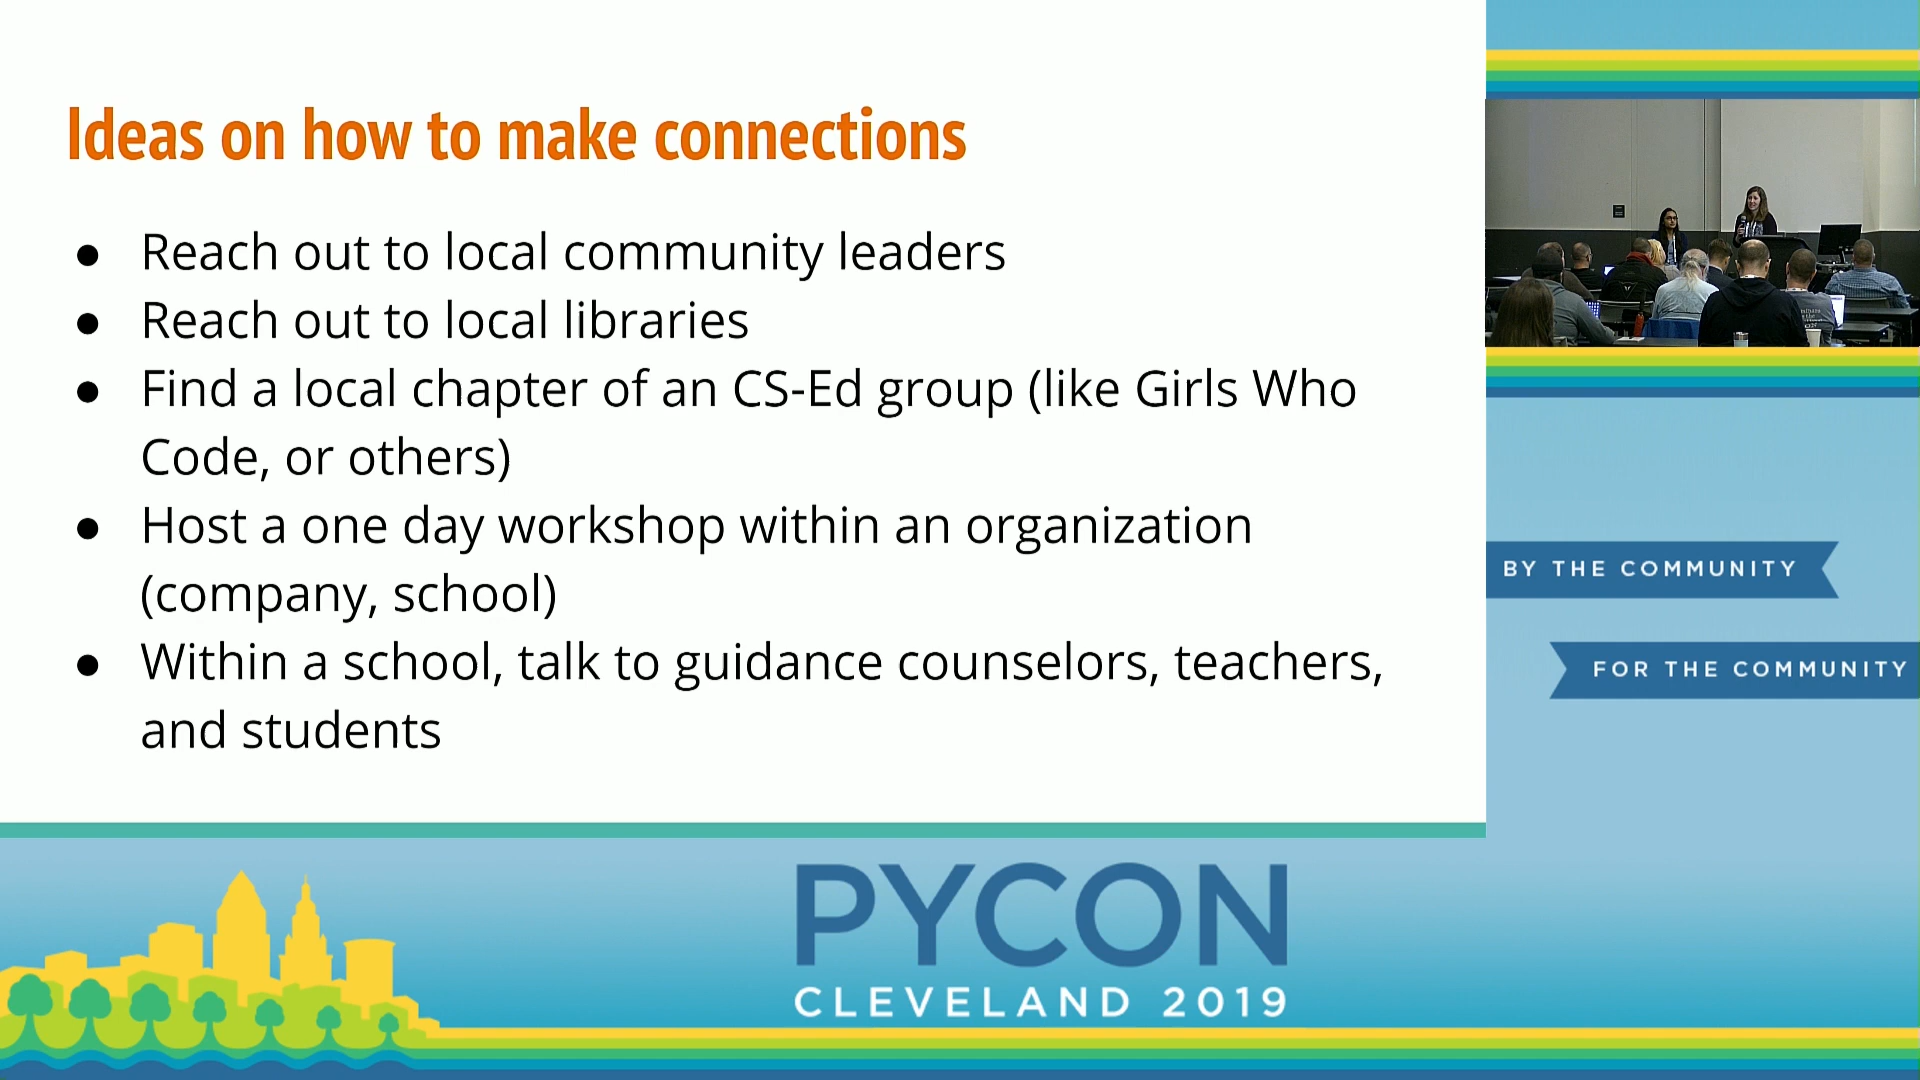 Ideas on how to make connections
● Reach out to local community leaders
● Reach out to local libraries
● Find a local chapter of an CS-Ed group (like Girls Who
Code, or others)
● Host a one day workshop within an organization
(company, school)
● Within a school, talk to guidance counselors, teachers,
and students
BY THE COMMUNITY
FOR THE COMMUNITY
PYCON
CLEVELAND 2019